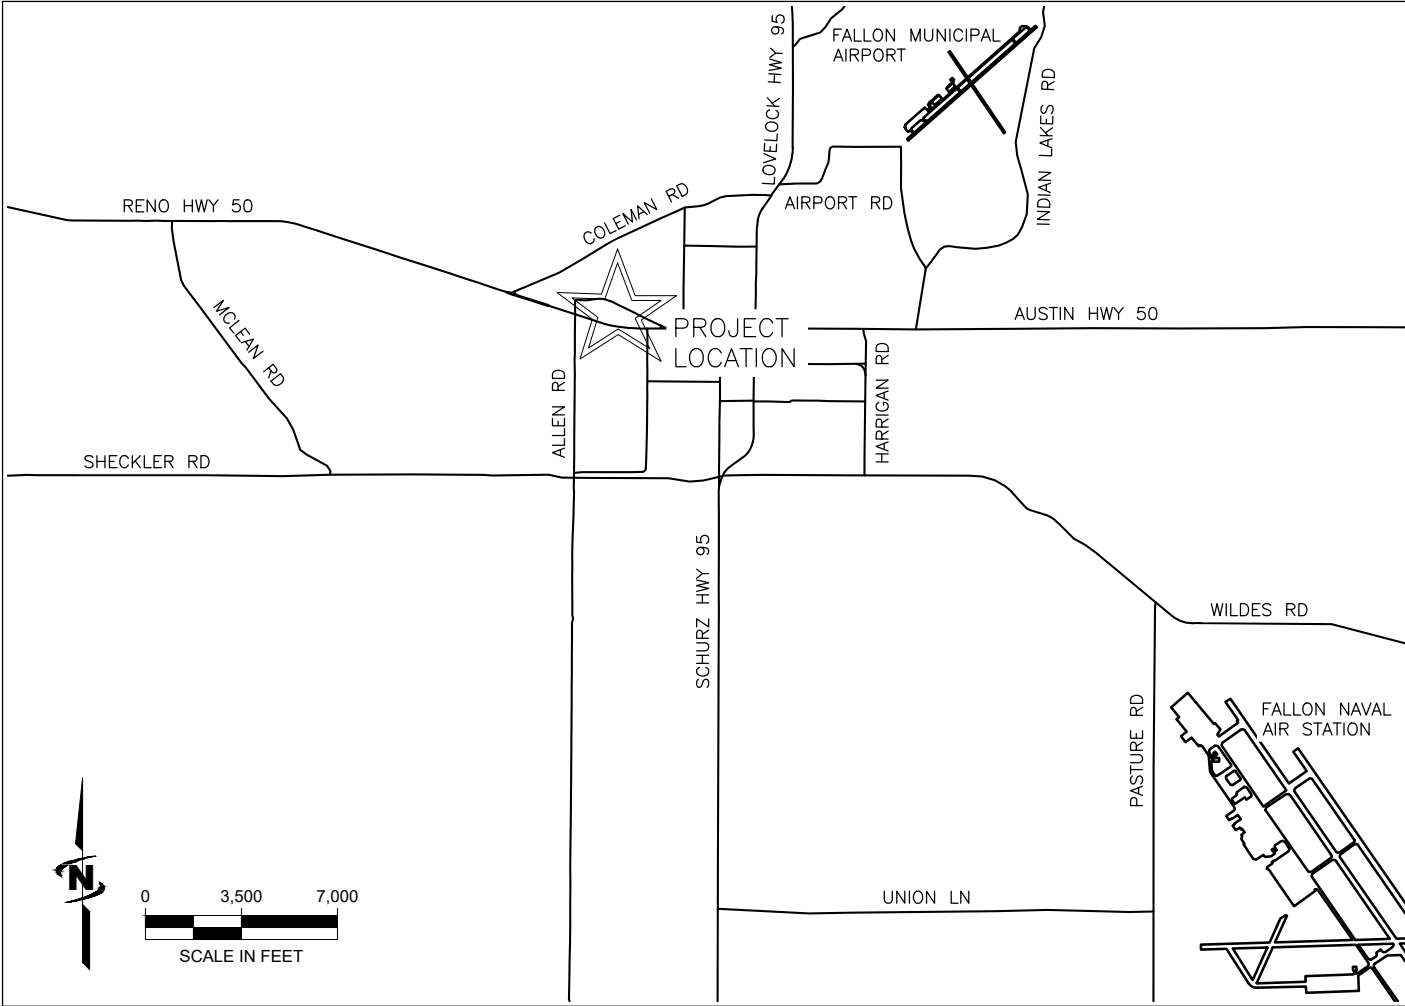 LOVELOCK HWY 95
FALLON MUNICIPAL
AIRPORT
INDIAN LAKES RD
RENO HWY 50
COLEMAN RD
AIRPORT RD
MCLEAN RD
PROJECT
LOCATION
AUSTIN HWY 50
ALLEN RD
HARRIGAN RD
SHECKLER RD
SCHURZ HWY 95
WILDES RD
PASTURE RD
FALLON NAVAL
AIR STATION
N
0 3,500 7,000
SCALE IN FEET
UNION LN